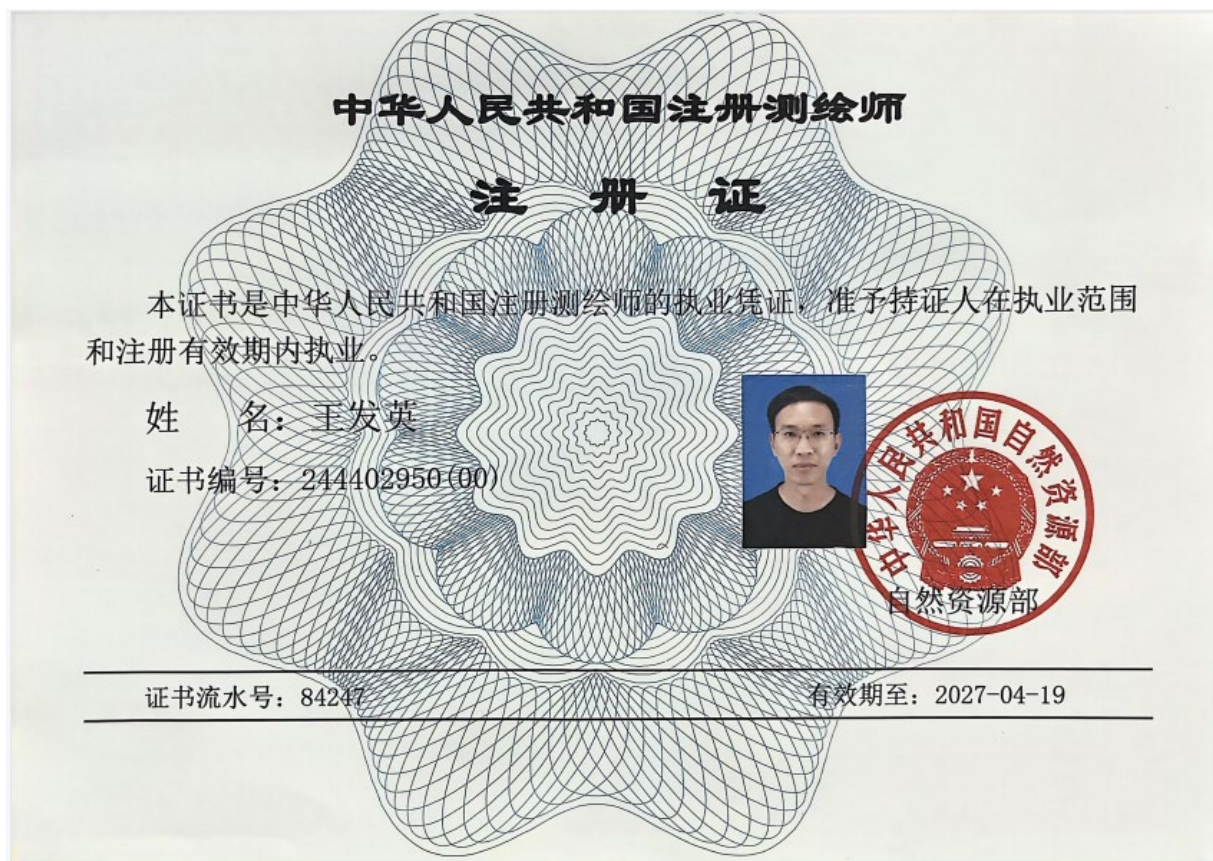 中华人民共和国注册测绘师
注 册 证
本证书是中华人民共和国注册测绘师的执业凭证，准予持证人在执业范围
和注册有效期内执业。
姓 名：王发英
证书编号：244402950(00)
中华人民共和国自然资源部
自然资源部
证书流水号：84247
有效期至：2027-04-19